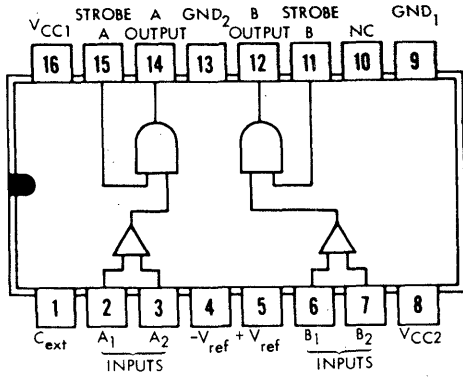 STROBE A B STROBE GND1
VCC1 A OUTPUT GND2 OUTPUT B NC
16 15 14 13 12 11 10 9
1 2 3 4 5 6 7 8
Cext A1 A2 -Vref +Vref B1 B2 VCC2
INPUTS INPUTS